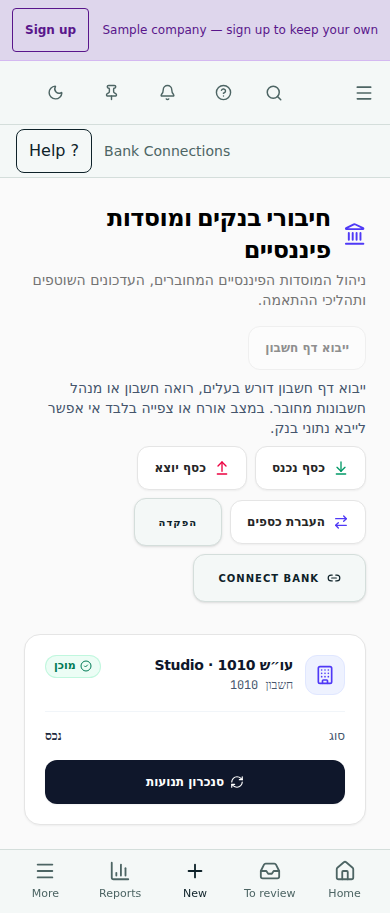 Sign up
Sample company — sign up to keep your own
Help ?
Bank Connections
חיבורי בנקים ומוסדות
פיננסיים
ניהול המוסדות הפיננסיים המחוברים, העדכונים השוטפים
ותהליכי ההתאמה.
ייבוא דף חשבון
ייבוא דף חשבון דורש בעלים, רואה חשבון או מנהל
חשבונות מחובר. במצב אורח או צפייה בלבד אי אפשר
לייבא נתוני בנק.
כסף נכנס
כסף יוצא
העברת כספים
הפקדה
CONNECT BANK
עו״ש 1010 · Studio
חשבון 1010
מוכן
סוג
נכס
סנכרון תנועות
More
Reports
New
To review
Home